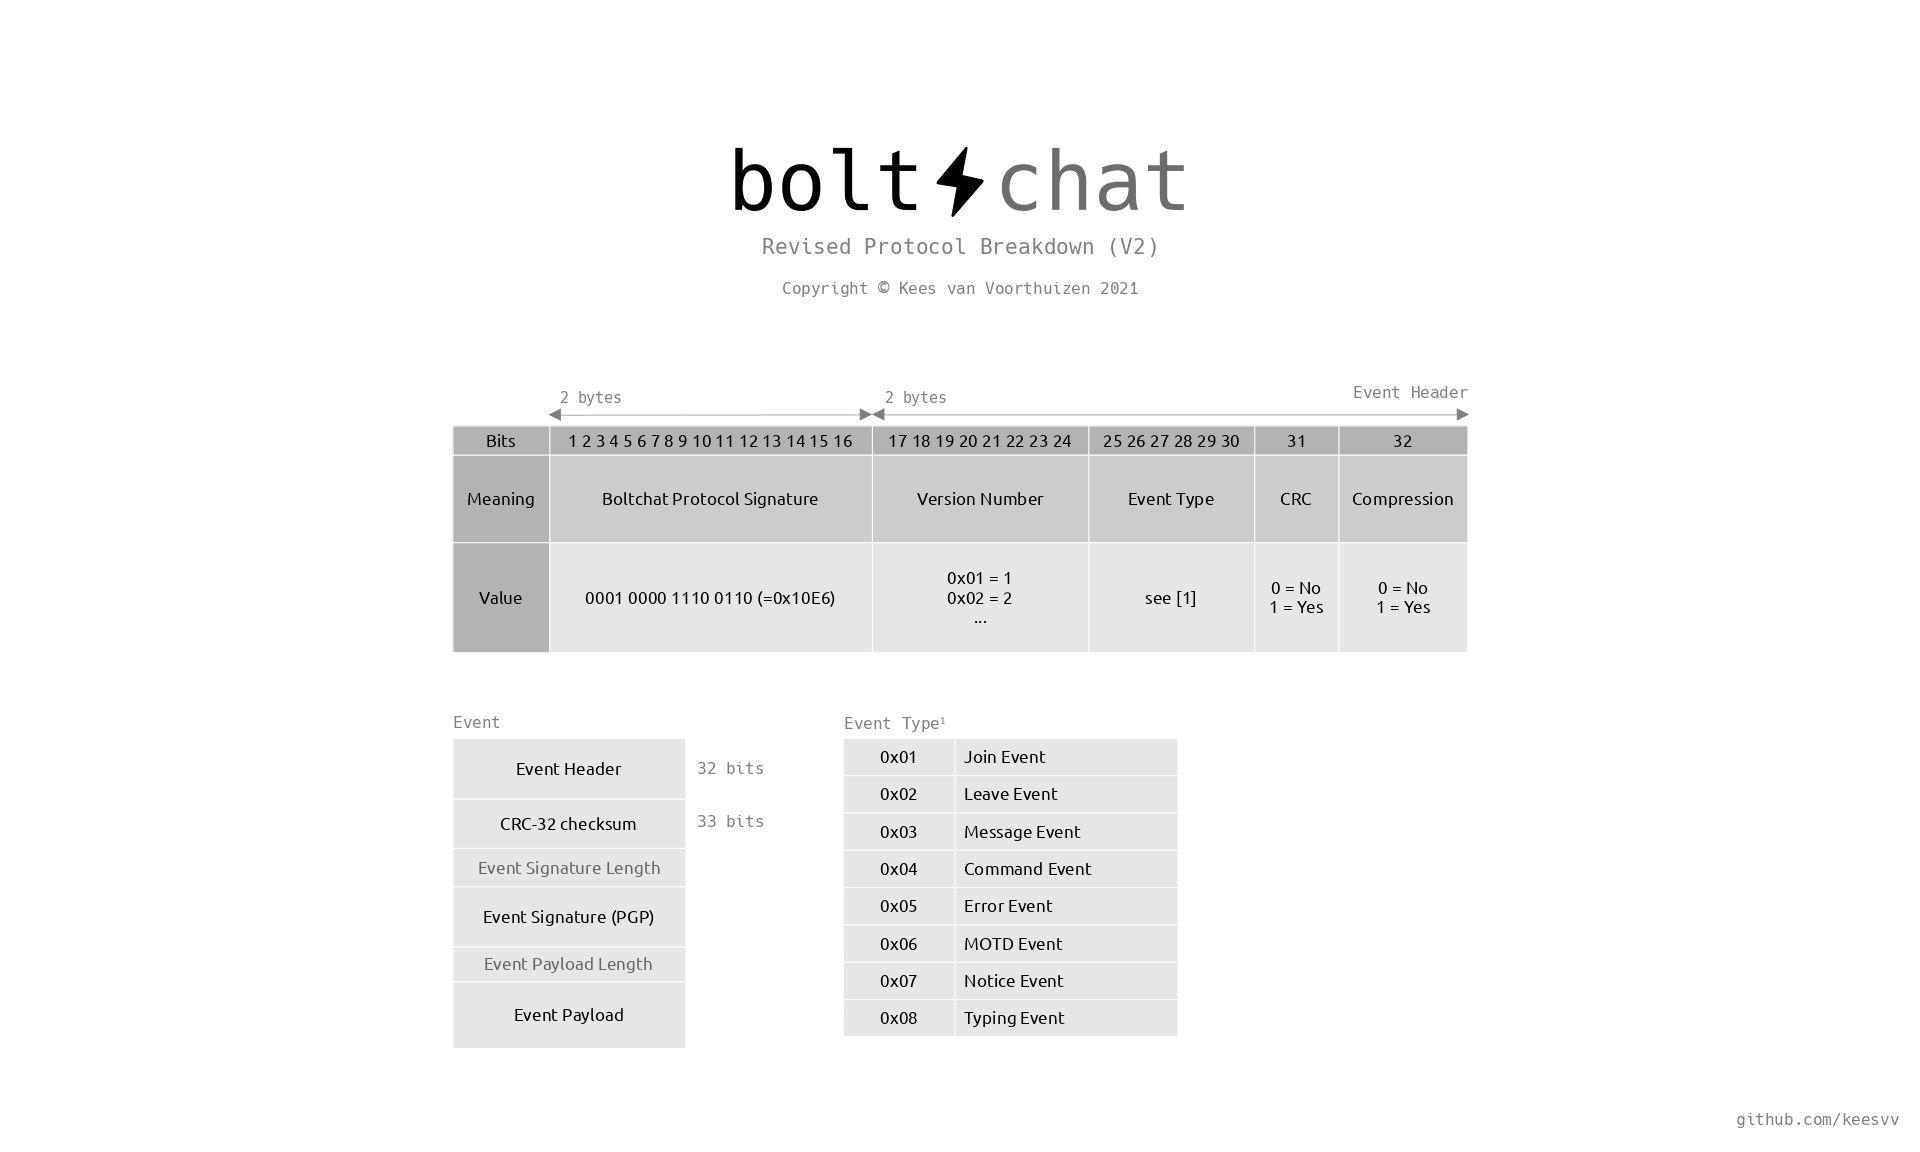 bolt chat
Revised Protocol Breakdown (V2)
Copyright © Kees van Voorthuizen 2021
2 bytes 2 bytes Event Header
Bits 1 2 3 4 5 6 7 8 9 10 11 12 13 14 15 16 17 18 19 20 21 22 23 24 25 26 27 28 29 30 31 32
Meaning Boltchat Protocol Signature Version Number Event Type CRC Compression
Value 0001 0000 1110 0110 (=0x10E6)
0x01 = 1
0x02 = 2
...
see [1]
0 = No
1 = Yes
0 = No
1 = Yes
Event
Event Header 32 bits
CRC-32 checksum 33 bits
Event Signature Length
Event Signature (PGP)
Event Payload Length
Event Payload
Event Type¹
0x01 Join Event
0x02 Leave Event
0x03 Message Event
0x04 Command Event
0x05 Error Event
0x06 MOTD Event
0x07 Notice Event
0x08 Typing Event
github.com/keesvv